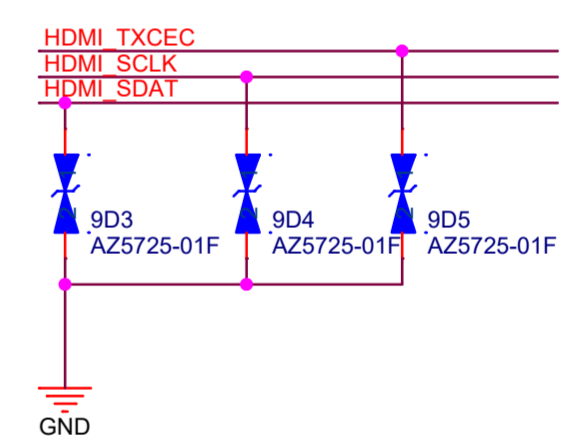 HDMI_TXCEC
HDMI_SCLK
HDMI_SDAT
9D3
AZ5725-01F
9D4
AZ5725-01F
9D5
AZ5725-01F
GND